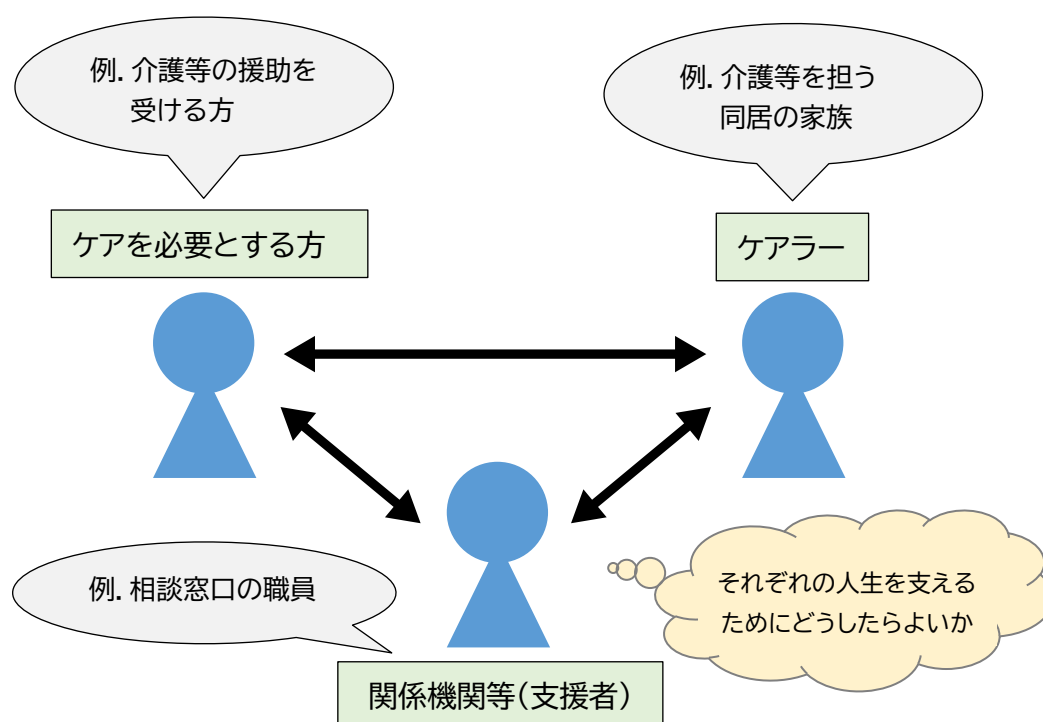 例. 介護等の援助を
受ける方
例. 介護等を担う
同居の家族
ケアを必要とする方
ケアラー
例. 相談窓口の職員
それぞれの人生を支える
ためにどうしたらよいか
関係機関等(支援者)